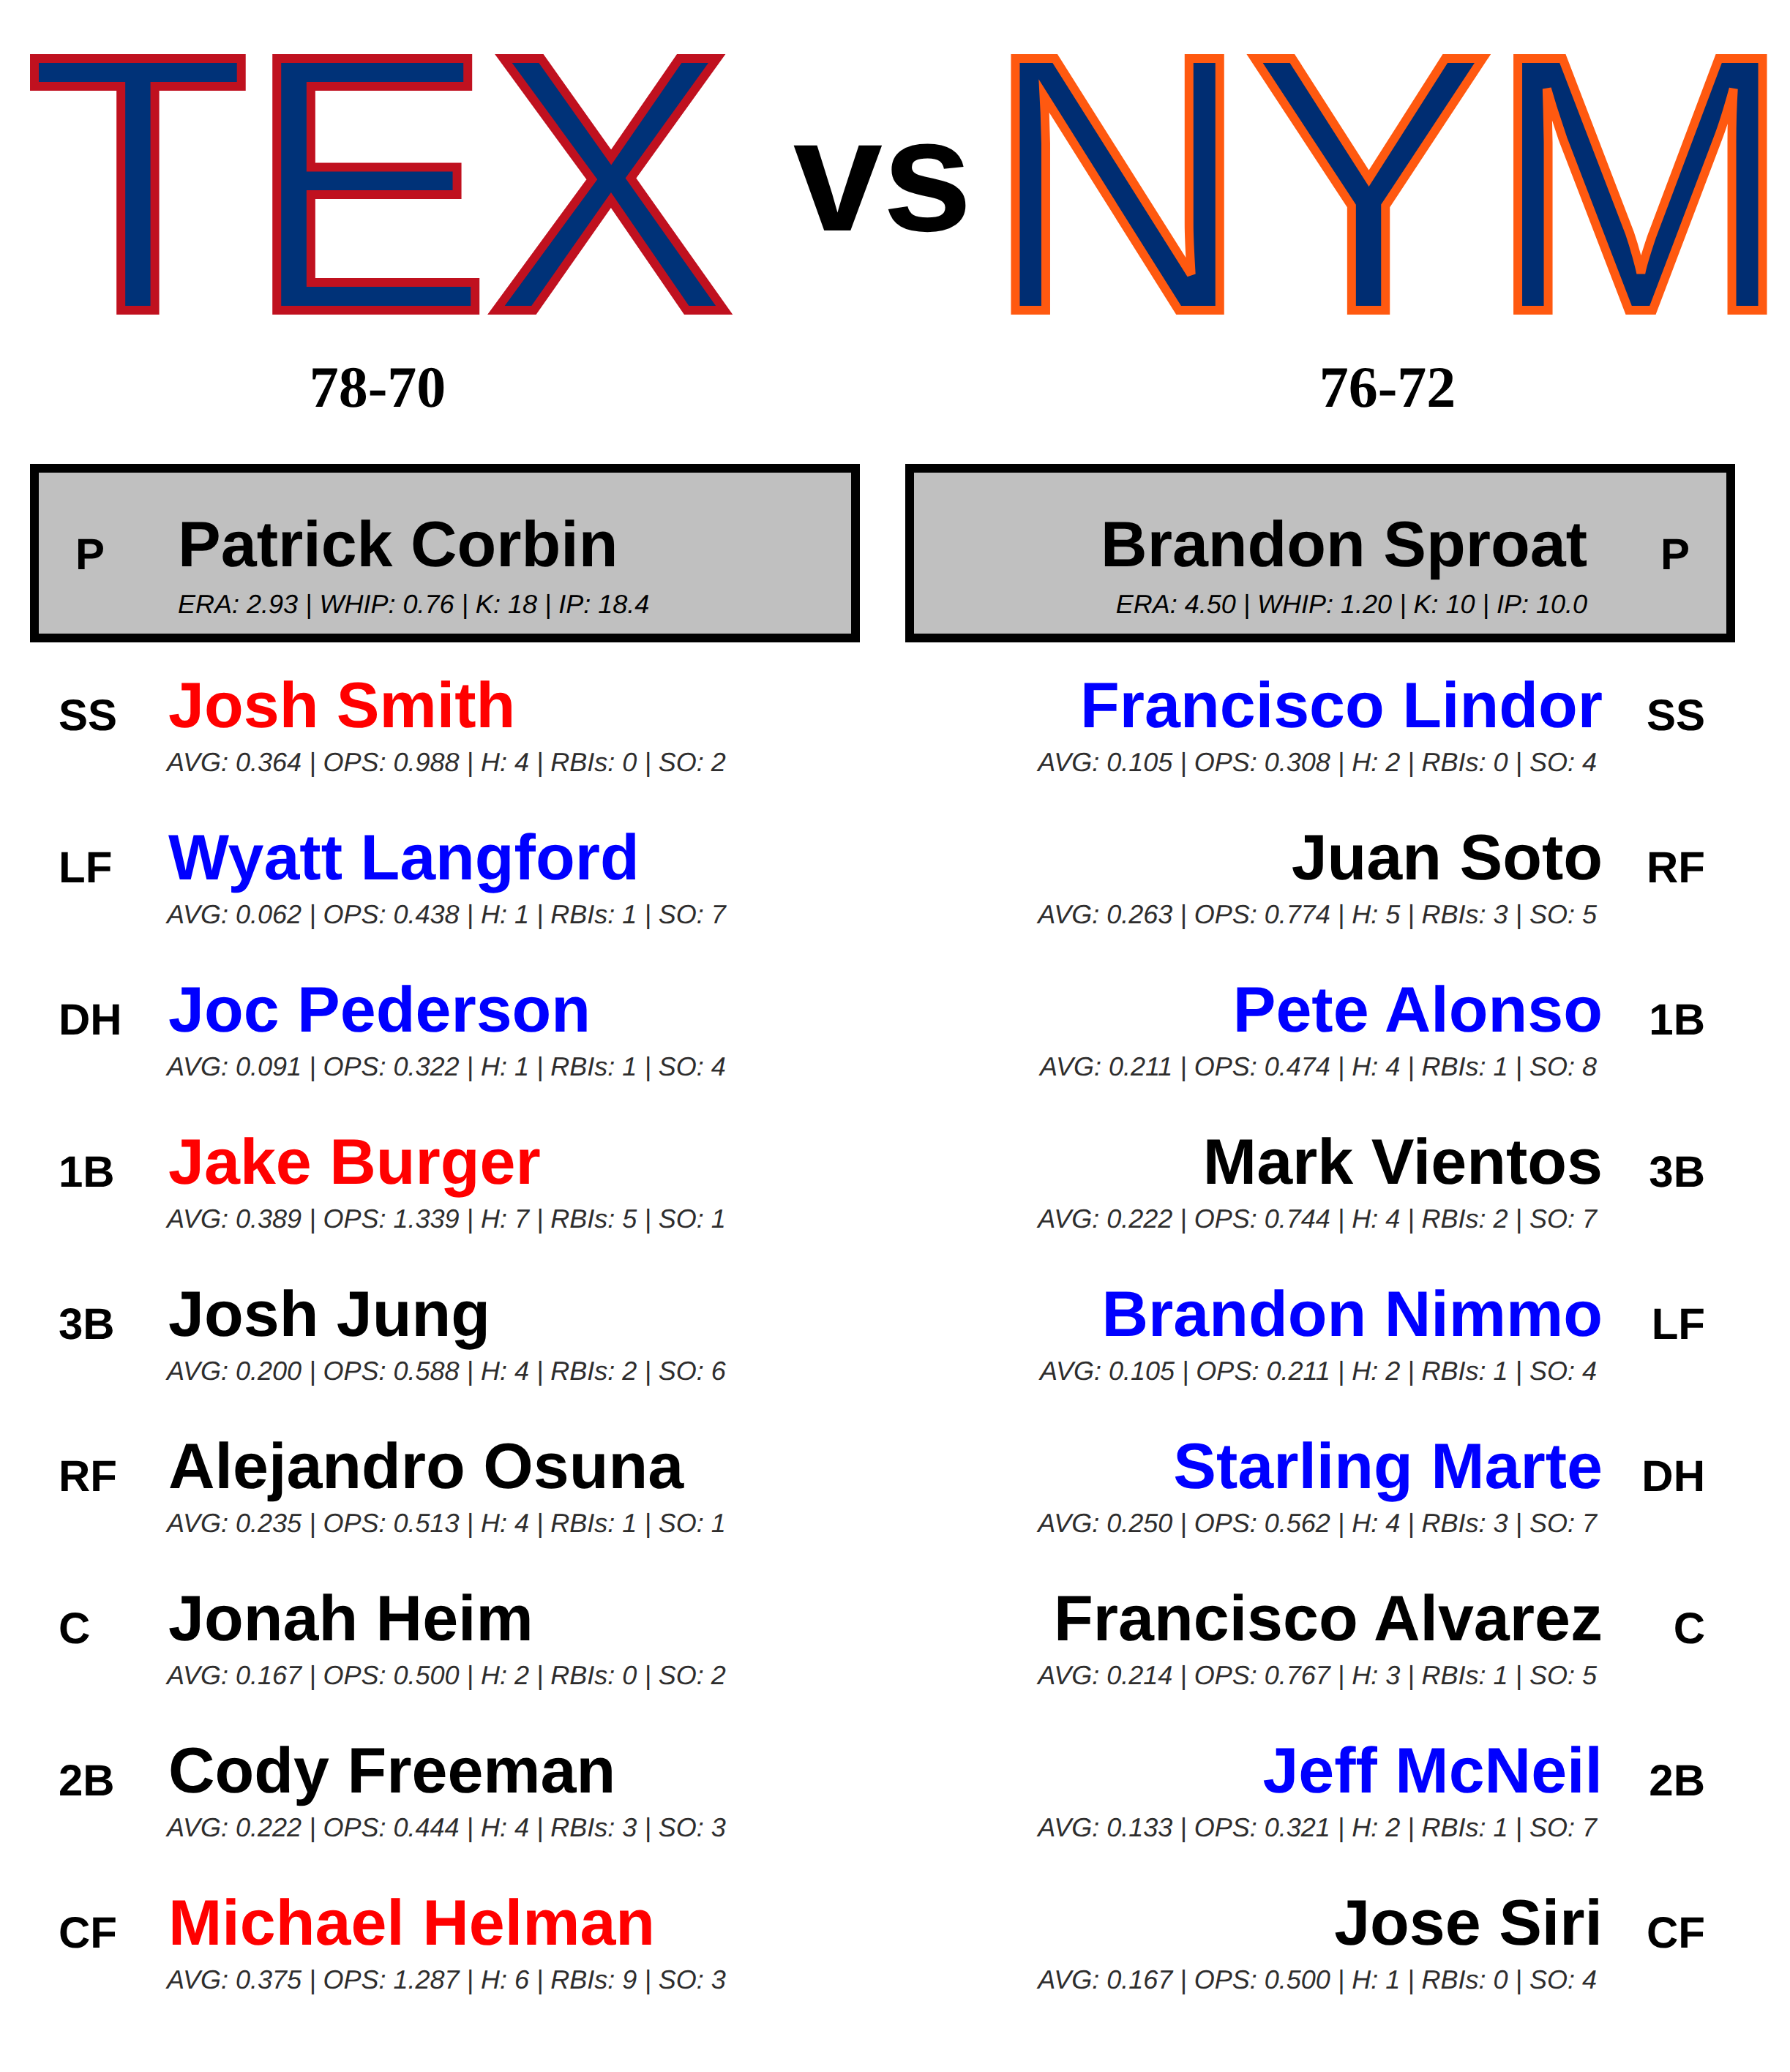 TEX vs NYM
78-70
76-72
P Patrick Corbin
ERA: 2.93 | WHIP: 0.76 | K: 18 | IP: 18.4
Brandon Sproat P
ERA: 4.50 | WHIP: 1.20 | K: 10 | IP: 10.0
SS Josh Smith
AVG: 0.364 | OPS: 0.988 | H: 4 | RBIs: 0 | SO: 2
LF Wyatt Langford
AVG: 0.062 | OPS: 0.438 | H: 1 | RBIs: 1 | SO: 7
DH Joc Pederson
AVG: 0.091 | OPS: 0.322 | H: 1 | RBIs: 1 | SO: 4
1B Jake Burger
AVG: 0.389 | OPS: 1.339 | H: 7 | RBIs: 5 | SO: 1
3B Josh Jung
AVG: 0.200 | OPS: 0.588 | H: 4 | RBIs: 2 | SO: 6
RF Alejandro Osuna
AVG: 0.235 | OPS: 0.513 | H: 4 | RBIs: 1 | SO: 1
C Jonah Heim
AVG: 0.167 | OPS: 0.500 | H: 2 | RBIs: 0 | SO: 2
2B Cody Freeman
AVG: 0.222 | OPS: 0.444 | H: 4 | RBIs: 3 | SO: 3
CF Michael Helman
AVG: 0.375 | OPS: 1.287 | H: 6 | RBIs: 9 | SO: 3
Francisco Lindor SS
AVG: 0.105 | OPS: 0.308 | H: 2 | RBIs: 0 | SO: 4
Juan Soto RF
AVG: 0.263 | OPS: 0.774 | H: 5 | RBIs: 3 | SO: 5
Pete Alonso 1B
AVG: 0.211 | OPS: 0.474 | H: 4 | RBIs: 1 | SO: 8
Mark Vientos 3B
AVG: 0.222 | OPS: 0.744 | H: 4 | RBIs: 2 | SO: 7
Brandon Nimmo LF
AVG: 0.105 | OPS: 0.211 | H: 2 | RBIs: 1 | SO: 4
Starling Marte DH
AVG: 0.250 | OPS: 0.562 | H: 4 | RBIs: 3 | SO: 7
Francisco Alvarez C
AVG: 0.214 | OPS: 0.767 | H: 3 | RBIs: 1 | SO: 5
Jeff McNeil 2B
AVG: 0.133 | OPS: 0.321 | H: 2 | RBIs: 1 | SO: 7
Jose Siri CF
AVG: 0.167 | OPS: 0.500 | H: 1 | RBIs: 0 | SO: 4